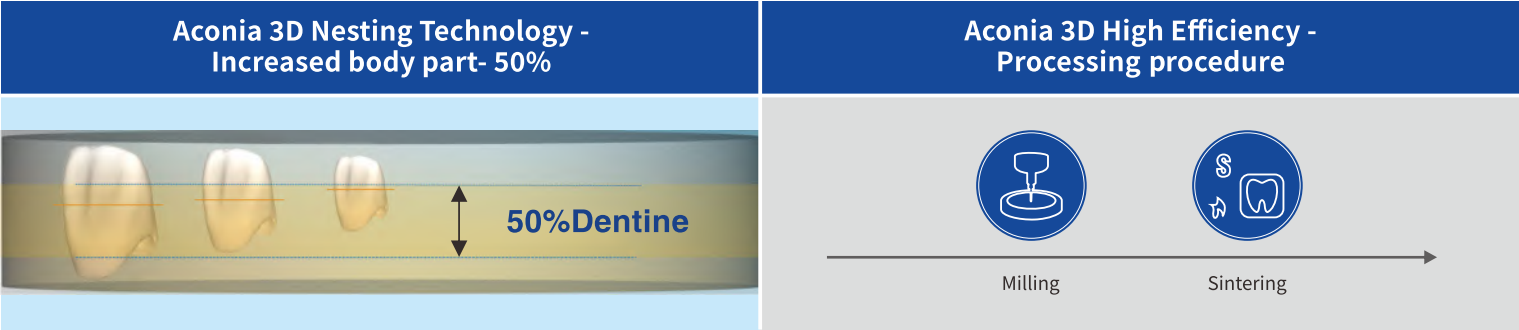 Aconia 3D Nesting Technology -
Increased body part- 50%
50%Dentine
Aconia 3D High Efficiency -
Processing procedure
S
Milling
Sintering